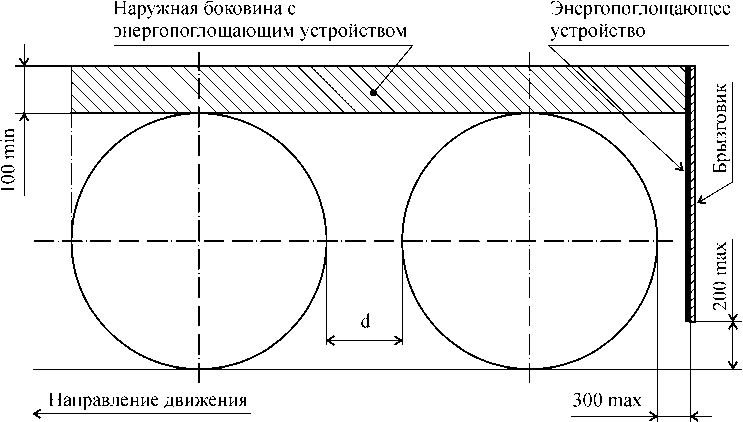 Наружная боковина с
энергопоглощающим устройством
Энергопоглощающее
устройство
100 min
Брызговик
200 max
d
Направление движения
300 max